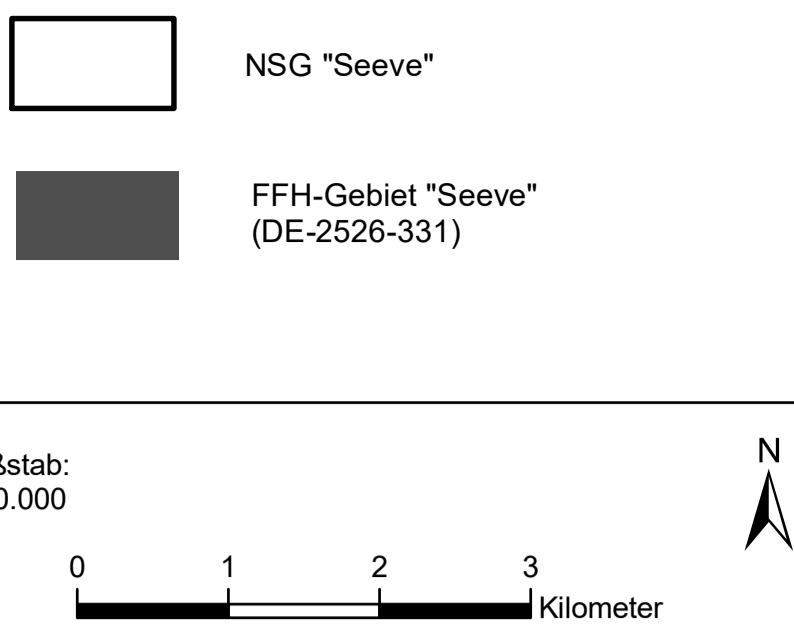 NSG "Seeve"
FFH-Gebiet "Seeve"
(DE-2526-331)
ßstab:
0.000
N
0 1 2 3
Kilometer